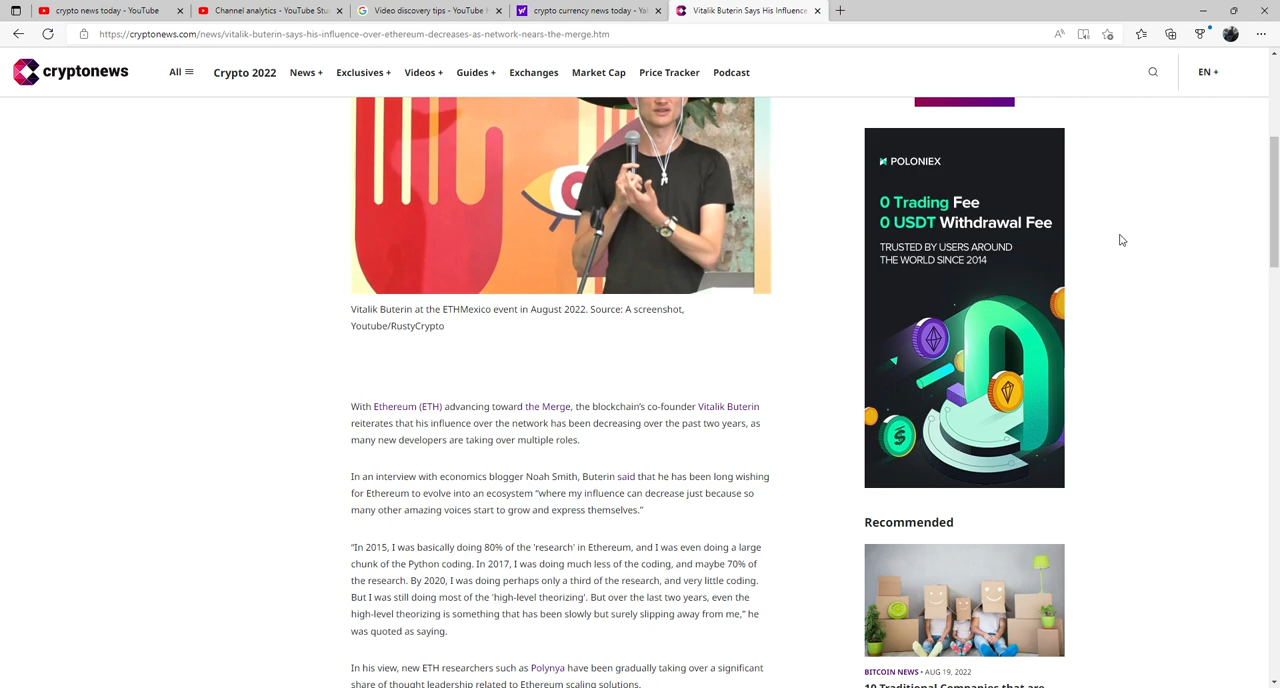 crypto news today - YouTube
Channel analytics - YouTube Stu
Video discovery tips - YouTube H
crypto currency news today - Yah
Vitalik Buterin Says His Influence
https://cryptonews.com/news/vitalik-buterin-says-his-influence-over-ethereum-decreases-as-network-nears-the-merge.htm
cryptonews
All
Crypto 2022
News +
Exclusives +
Videos +
Guides +
Exchanges
Market Cap
Price Tracker
Podcast
EN +
Vitalik Buterin at the ETHMexico event in August 2022. Source: A screenshot,
Youtube/RustyCrypto
With Ethereum (ETH) advancing toward the Merge, the blockchain's co-founder Vitalik Buterin
reiterates that his influence over the network has been decreasing over the past two years, as
many new developers are taking over multiple roles.
In an interview with economics blogger Noah Smith, Buterin said that he has been long wishing
for Ethereum to evolve into an ecosystem “where my influence can decrease just because so
many other amazing voices start to grow and express themselves.”
“In 2015, I was basically doing 80% of the 'research' in Ethereum, and I was even doing a large
chunk of the Python coding. In 2017, I was doing much less of the coding, and maybe 70% of
the research. By 2020, I was doing perhaps only a third of the research, and very little coding.
But I was still doing most of the 'high-level theorizing'. But over the last two years, even the
high-level theorizing is something that has been slowly but surely slipping away from me,” he
was quoted as saying.
In his view, new ETH researchers such as Polynya have been gradually taking over a significant
share of thought leadership related to Ethereum scaling solutions.
POLONIEX
0 Trading Fee
0 USDT Withdrawal Fee
TRUSTED BY USERS AROUND
THE WORLD SINCE 2014
Recommended
BITCOIN NEWS • AUG 19, 2022
10 Traditional Companies that are